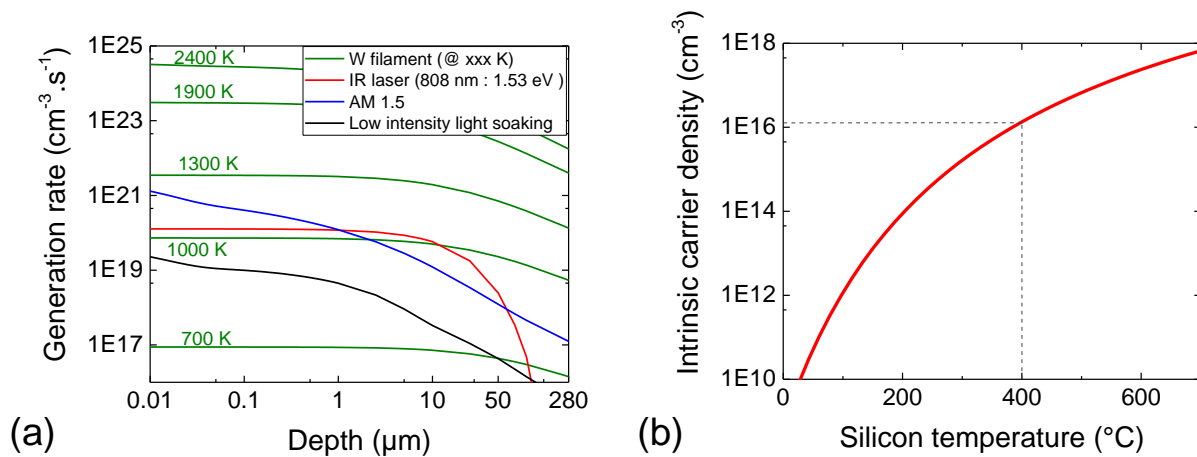 1E25
1E23
1E21
1E19
1E17
Generation rate (cm⁻³.s⁻¹)
2400 K
1900 K
1300 K
1000 K
700 K
W filament (@ xxx K)
IR laser (808 nm : 1.53 eV )
AM 1.5
Low intensity light soaking
0.01 0.1 1 10 50 280
Depth (µm)
(a)
1E18
1E16
1E14
1E12
1E10
Intrinsic carrier density (cm⁻³)
0 200 400 600
Silicon temperature (°C)
(b)